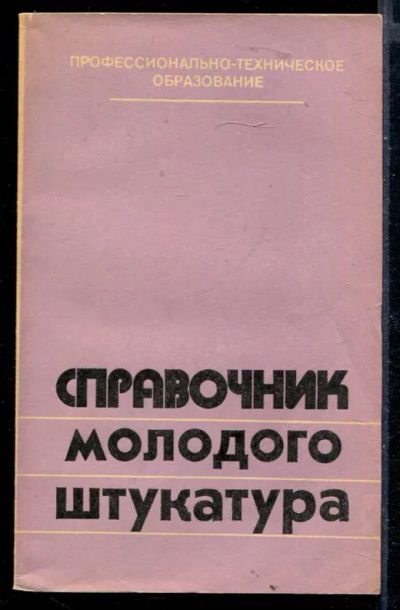 ПРОФЕССИОНАЛЬНО-ТЕХНИЧЕСКОЕ
ОБРАЗОВАНИЕ
СПРАВОЧНИК
МОЛОДОГО
ШТУКАТУРА